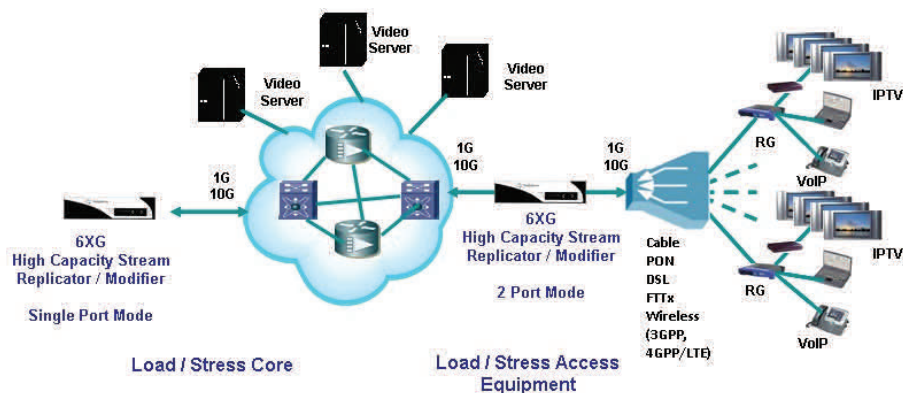 Video
Server
Video
Server
Video
Server
1G
10G
6XG
High Capacity Stream
Replicator / Modifier
Single Port Mode
Load / Stress Core
1G
10G
6XG
High Capacity Stream
Replicator / Modifier
2 Port Mode
1G
10G
Load / Stress Access
Equipment
Cable
PON
DSL
FTTx
Wireless
(3GPP,
4GPP/LTE)
IPTV
RG
VoIP
IPTV
RG
VoIP